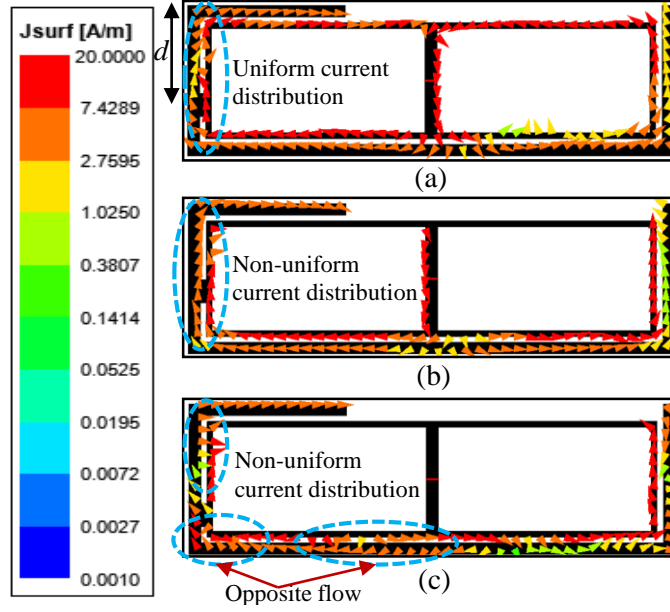 Jsurf [A/m]
20.0000
7.4289
2.7595
1.0250
0.3807
0.1414
0.0525
0.0195
0.0072
0.0027
0.0010
d
Uniform current
distribution
(a)
Non-uniform
current distribution
(b)
Non-uniform
current distribution
(c)
Opposite flow